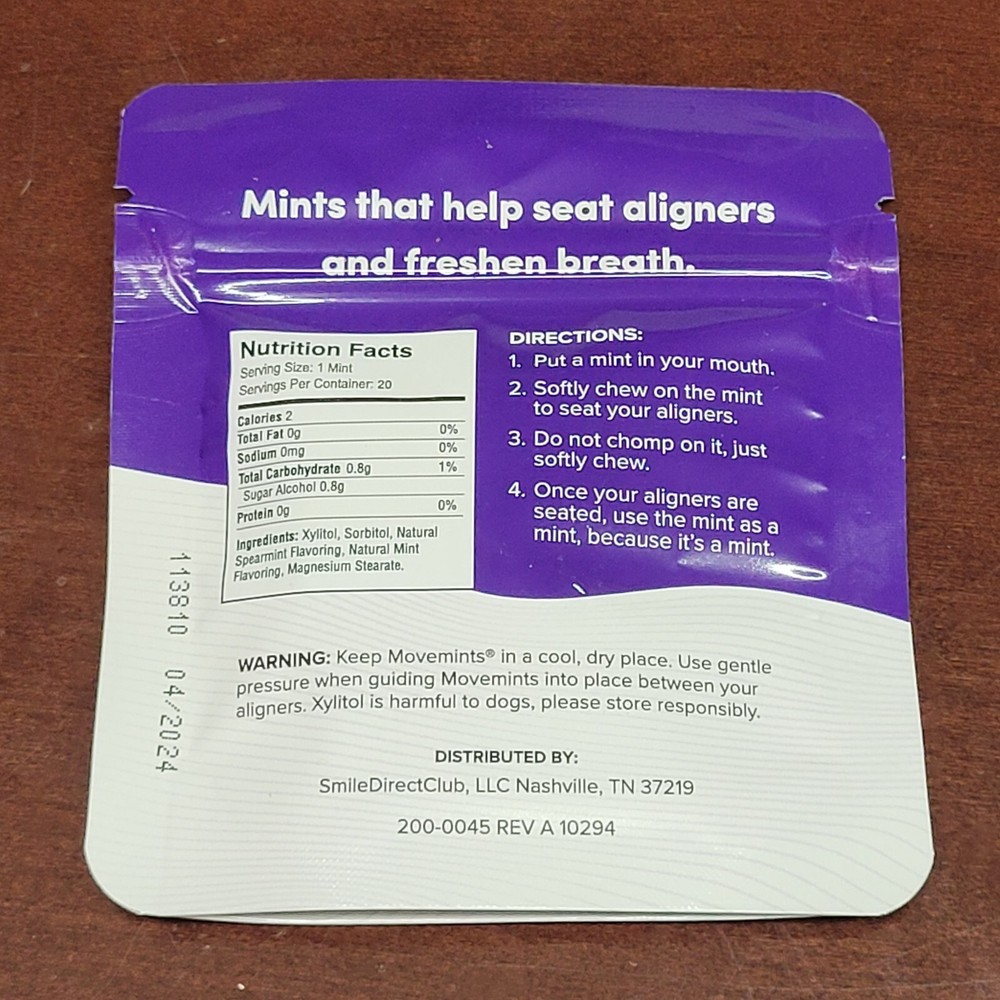 Mints that help seat aligners
and freshen breath.
Nutrition Facts
Serving Size: 1 Mint
Servings Per Container: 20
Calories 2
Total Fat 0g 0%
Sodium 0mg 0%
Total Carbohydrate 0.8g 1%
Sugar Alcohol 0.8g
Protein 0g 0%
Ingredients: Xylitol, Sorbitol, Natural
Spearmint Flavoring, Natural Mint
Flavoring, Magnesium Stearate.
DIRECTIONS:
1. Put a mint in your mouth.
2. Softly chew on the mint
to seat your aligners.
3. Do not chomp on it, just
softly chew.
4. Once your aligners are
seated, use the mint as a
mint, because it's a mint.
113810 04/2024
WARNING: Keep Movemints® in a cool, dry place. Use gentle
pressure when guiding Movemints into place between your
aligners. Xylitol is harmful to dogs, please store responsibly.
DISTRIBUTED BY:
SmileDirectClub, LLC Nashville, TN 37219
200-0045 REV A 10294